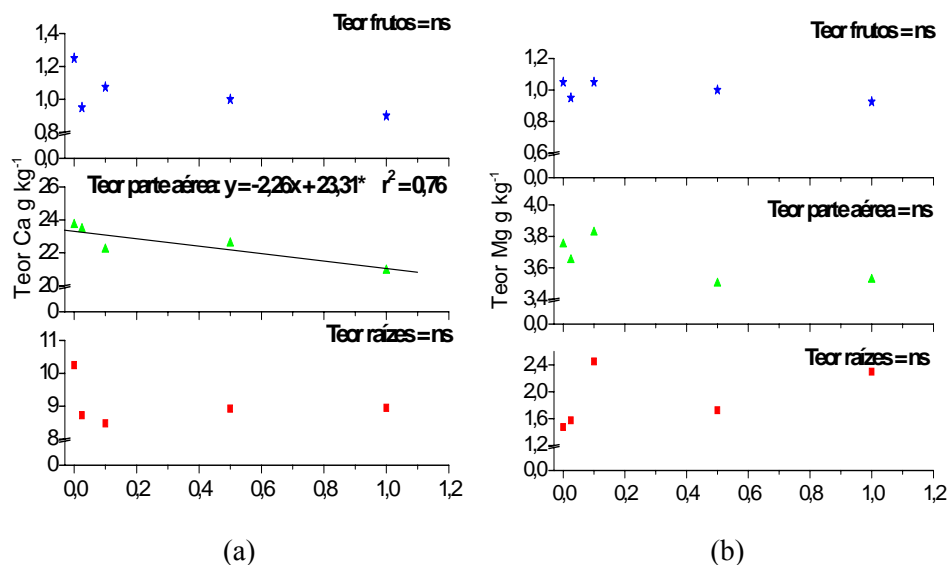 Teor frutos = ns
1,4
1,2
1,0
0,8
0,0
Teor parte aérea: y = -2,26x + 23,31* r² = 0,76
26
24
22
20
0
Teor Ca g kg⁻¹
Teor raízes = ns
11
10
9
8
0
0,0 0,2 0,4 0,6 0,8 1,0 1,2
(a)
Teor frutos = ns
1,2
1,0
0,8
0,6
0,0
Teor parte aérea = ns
3,8
3,6
3,4
0,0
Teor Mg g kg⁻¹
Teor raízes = ns
2,4
2,0
1,6
1,2
0,0
0,0 0,2 0,4 0,6 0,8 1,0 1,2
(b)